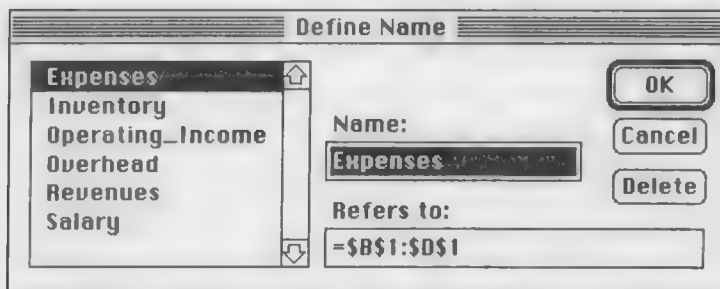 Define Name
Expenses
Inventory
Operating_Income
Overhead
Revenues
Salary
Name:
Expenses
Refers to:
=$B$1:$D$1
OK
Cancel
Delete